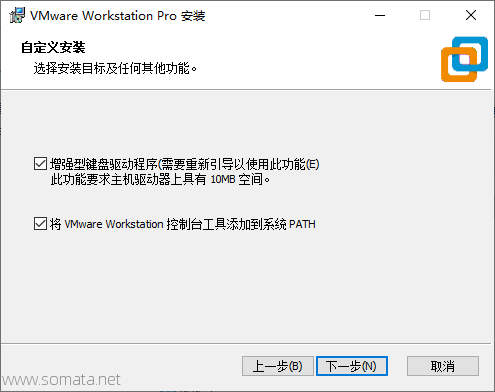 VMware Workstation Pro 安装
自定义安装
选择安装目标及任何其他功能。
增强型键盘驱动程序(需要重新引导以使用此功能(E)
此功能要求主机驱动器上具有 10MB 空间。
将 VMware Workstation 控制台工具添加到系统 PATH
上一步(B) 下一步(N) 取消
www.somata.net